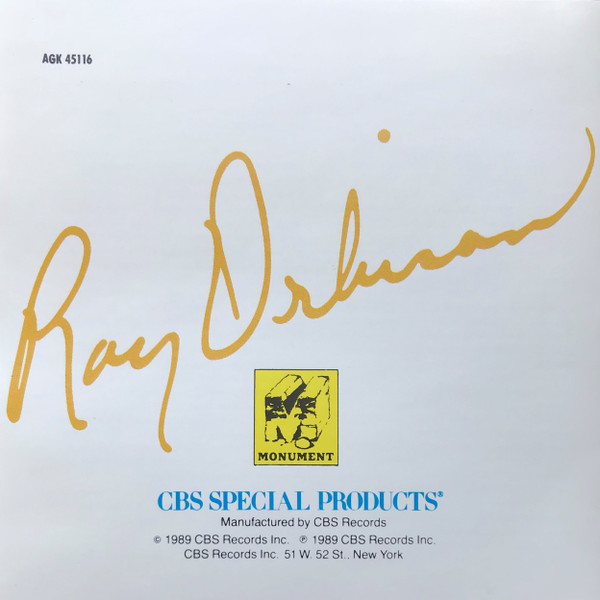 AGK 45116
Roy Orbison
MONUMENT
CBS SPECIAL PRODUCTS®
Manufactured by CBS Records
© 1989 CBS Records Inc. ℗ 1989 CBS Records Inc.
CBS Records Inc. 51 W. 52 St., New York